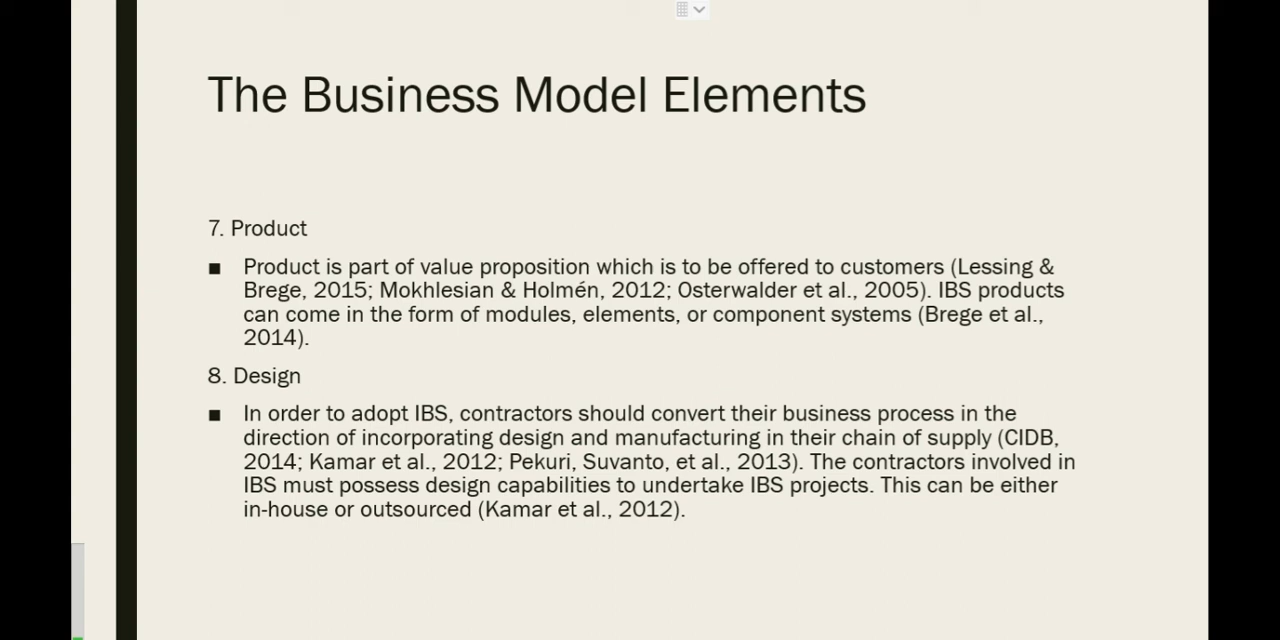 The Business Model Elements
7. Product
■ Product is part of value proposition which is to be offered to customers (Lessing &
Brege, 2015; Mokhlesian & Holmén, 2012; Osterwalder et al., 2005). IBS products
can come in the form of modules, elements, or component systems (Brege et al.,
2014).
8. Design
■ In order to adopt IBS, contractors should convert their business process in the
direction of incorporating design and manufacturing in their chain of supply (CIDB,
2014; Kamar et al., 2012; Pekuri, Suvanto, et al., 2013). The contractors involved in
IBS must possess design capabilities to undertake IBS projects. This can be either
in-house or outsourced (Kamar et al., 2012).